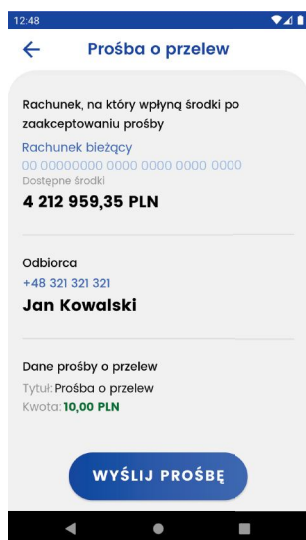 12:48
Prośba o przelew
Rachunek, na który wpłyną środki po
zaakceptowaniu prośby
Rachunek bieżący
00 00000000 0000 0000 0000 0000
Dostępne środki
4 212 959,35 PLN
Odbiorca
+48 321 321 321
Jan Kowalski
Dane prośby o przelew
Tytuł: Prośba o przelew
Kwota: 10,00 PLN
WYŚLIJ PROŚBĘ